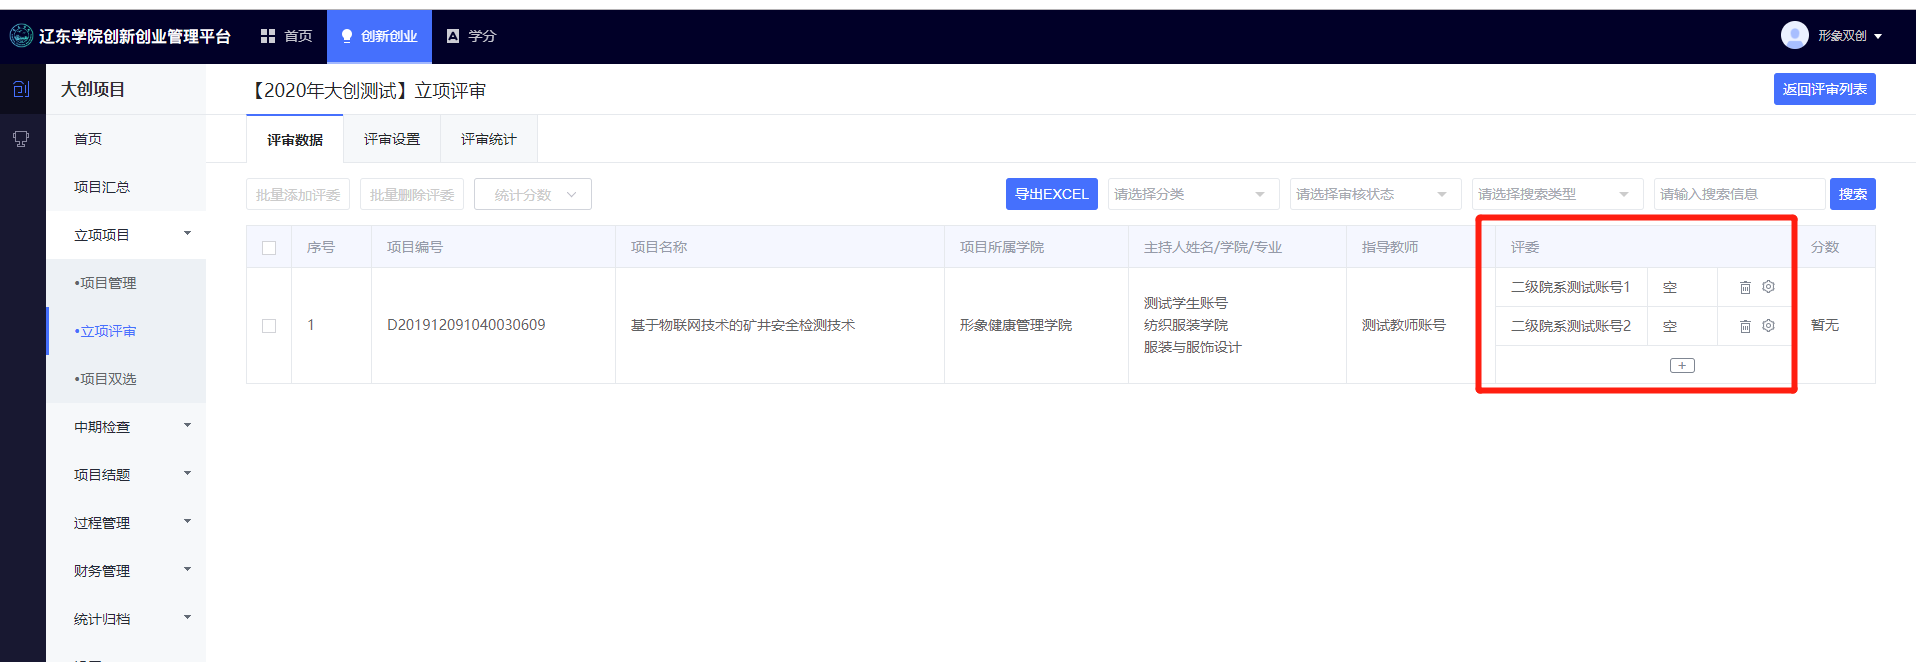 辽东学院创新创业管理平台
首页
创新创业
学分
形象双创
大创项目
【2020年大创测试】立项评审
返回评审列表
首页
项目汇总
立项项目
•项目管理
•立项评审
•项目双选
中期检查
项目结题
过程管理
财务管理
统计归档
评审数据
评审设置
评审统计
批量添加评委
批量删除评委
统计分数
导出EXCEL
请选择分类
请选择审核状态
请选择搜索类型
请输入搜索信息
搜索
序号
项目编号
项目名称
项目所属学院
主持人姓名/学院/专业
指导教师
评委
分数
1
D201912091040030609
基于物联网技术的矿井安全检测技术
形象健康管理学院
测试学生账号
纺织服装学院
服装与服饰设计
测试教师账号
二级院系测试账号1
空
二级院系测试账号2
空
暂无